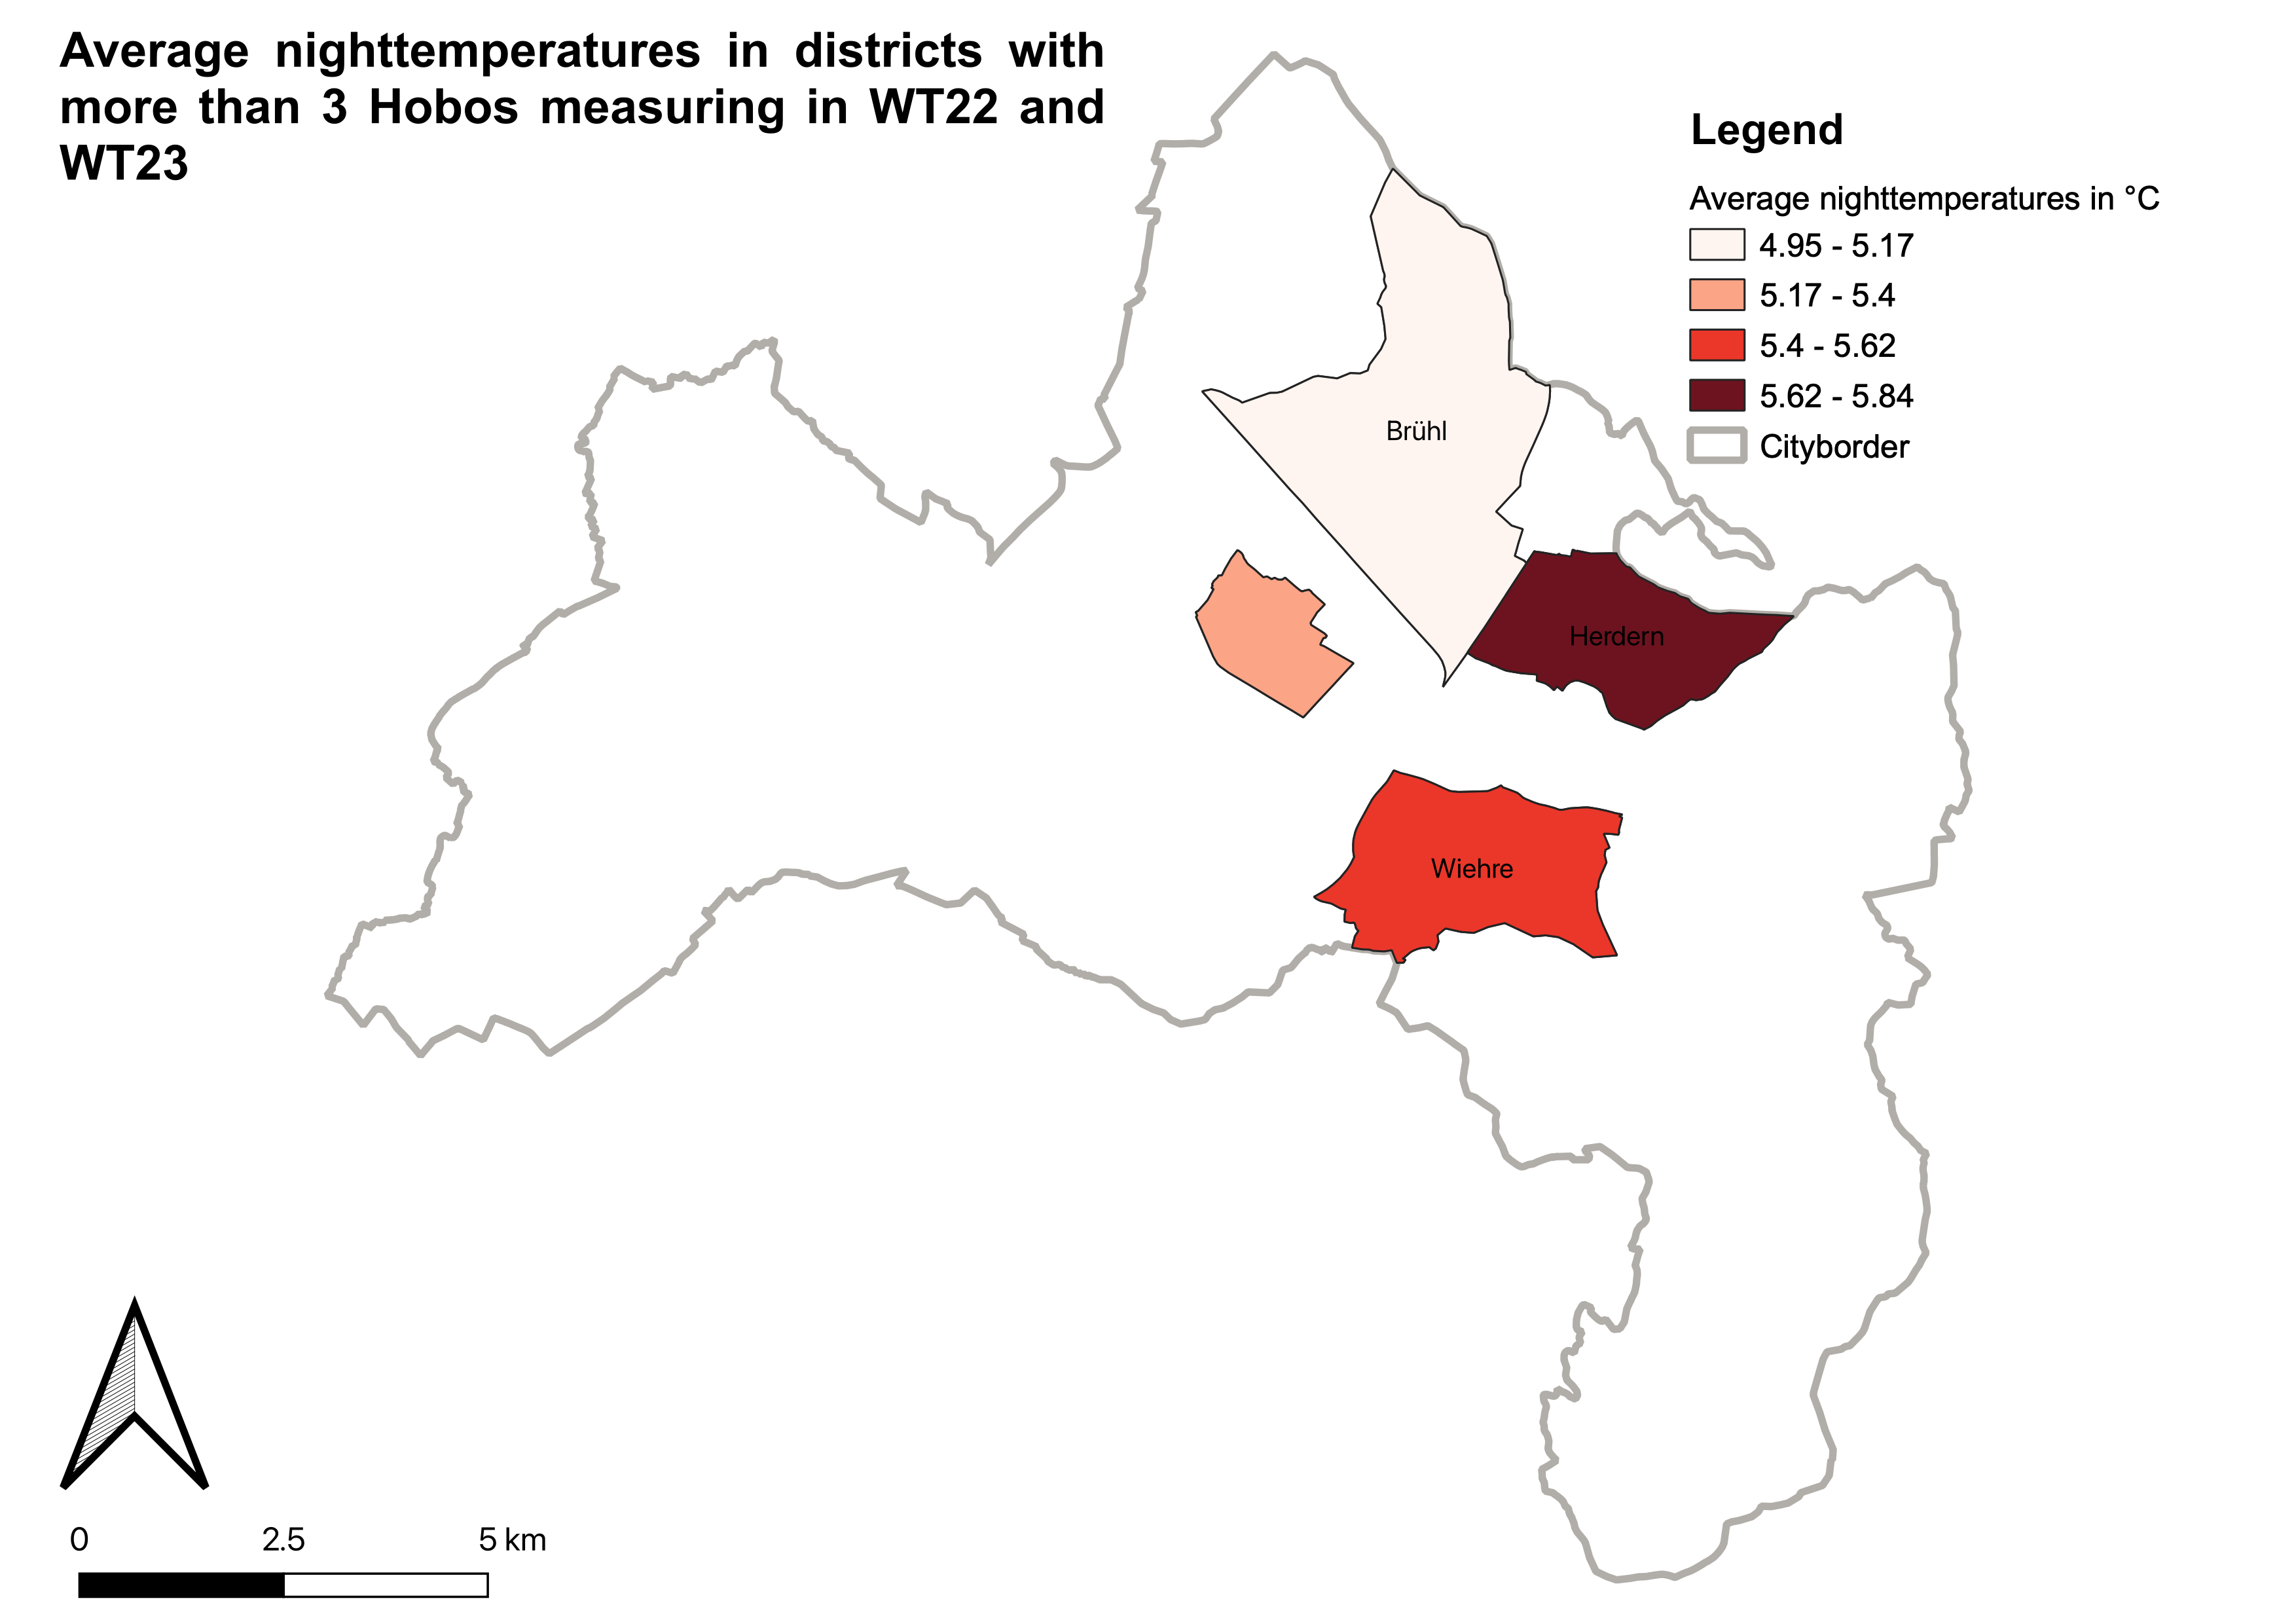 Average nighttemperatures in districts with
more than 3 Hobos measuring in WT22 and
WT23
Legend
Average nighttemperatures in °C
4.95 - 5.17
5.17 - 5.4
5.4 - 5.62
5.62 - 5.84
Cityborder
Brühl
Herdern
Wiehre
0 2.5 5 km